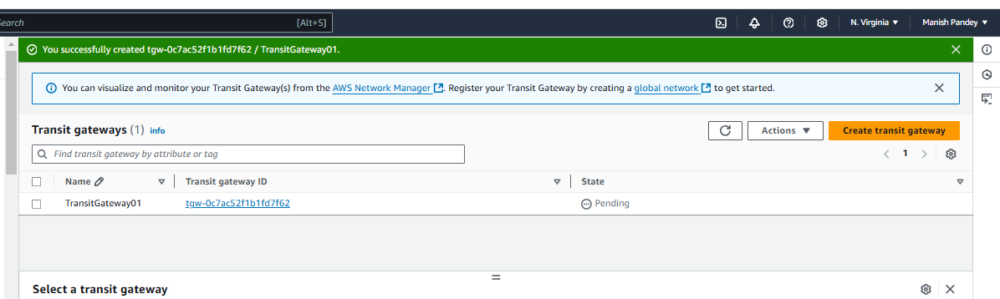 Search [Alt+S] N. Virginia Manish Pandey
You successfully created tgw-0c7ac52f1b1fd7f62 / TransitGateway01.
You can visualize and monitor your Transit Gateway(s) from the AWS Network Manager. Register your Transit Gateway by creating a global network to get started.
Transit gateways (1) info Actions Create transit gateway
Find transit gateway by attribute or tag 1
Name Transit gateway ID State
TransitGateway01 tgw-0c7ac52f1b1fd7f62 Pending
Select a transit gateway